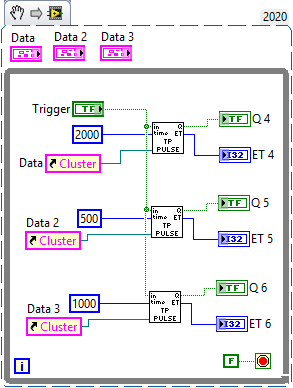 2020
Data Data 2 Data 3
Trigger TF
2000
Data Cluster
in Q
time ET
TP
PULSE
TF Q 4
I32 ET 4
Data 2
500
Cluster
in Q
time ET
TP
PULSE
TF Q 5
I32 ET 5
Data 3
1000
Cluster
in Q
time ET
TP
PULSE
TF Q 6
I32 ET 6
i
F